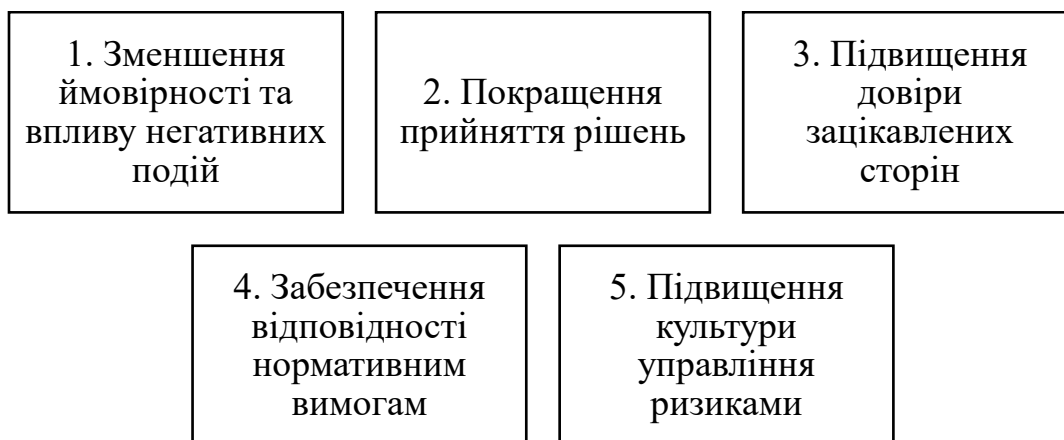 1. Зменшення
ймовірності та
впливу негативних
подій
2. Покращення
прийняття рішень
3. Підвищення
довіри
зацікавлених
сторін
4. Забезпечення
відповідності
нормативним
вимогам
5. Підвищення
культури
управління
ризиками